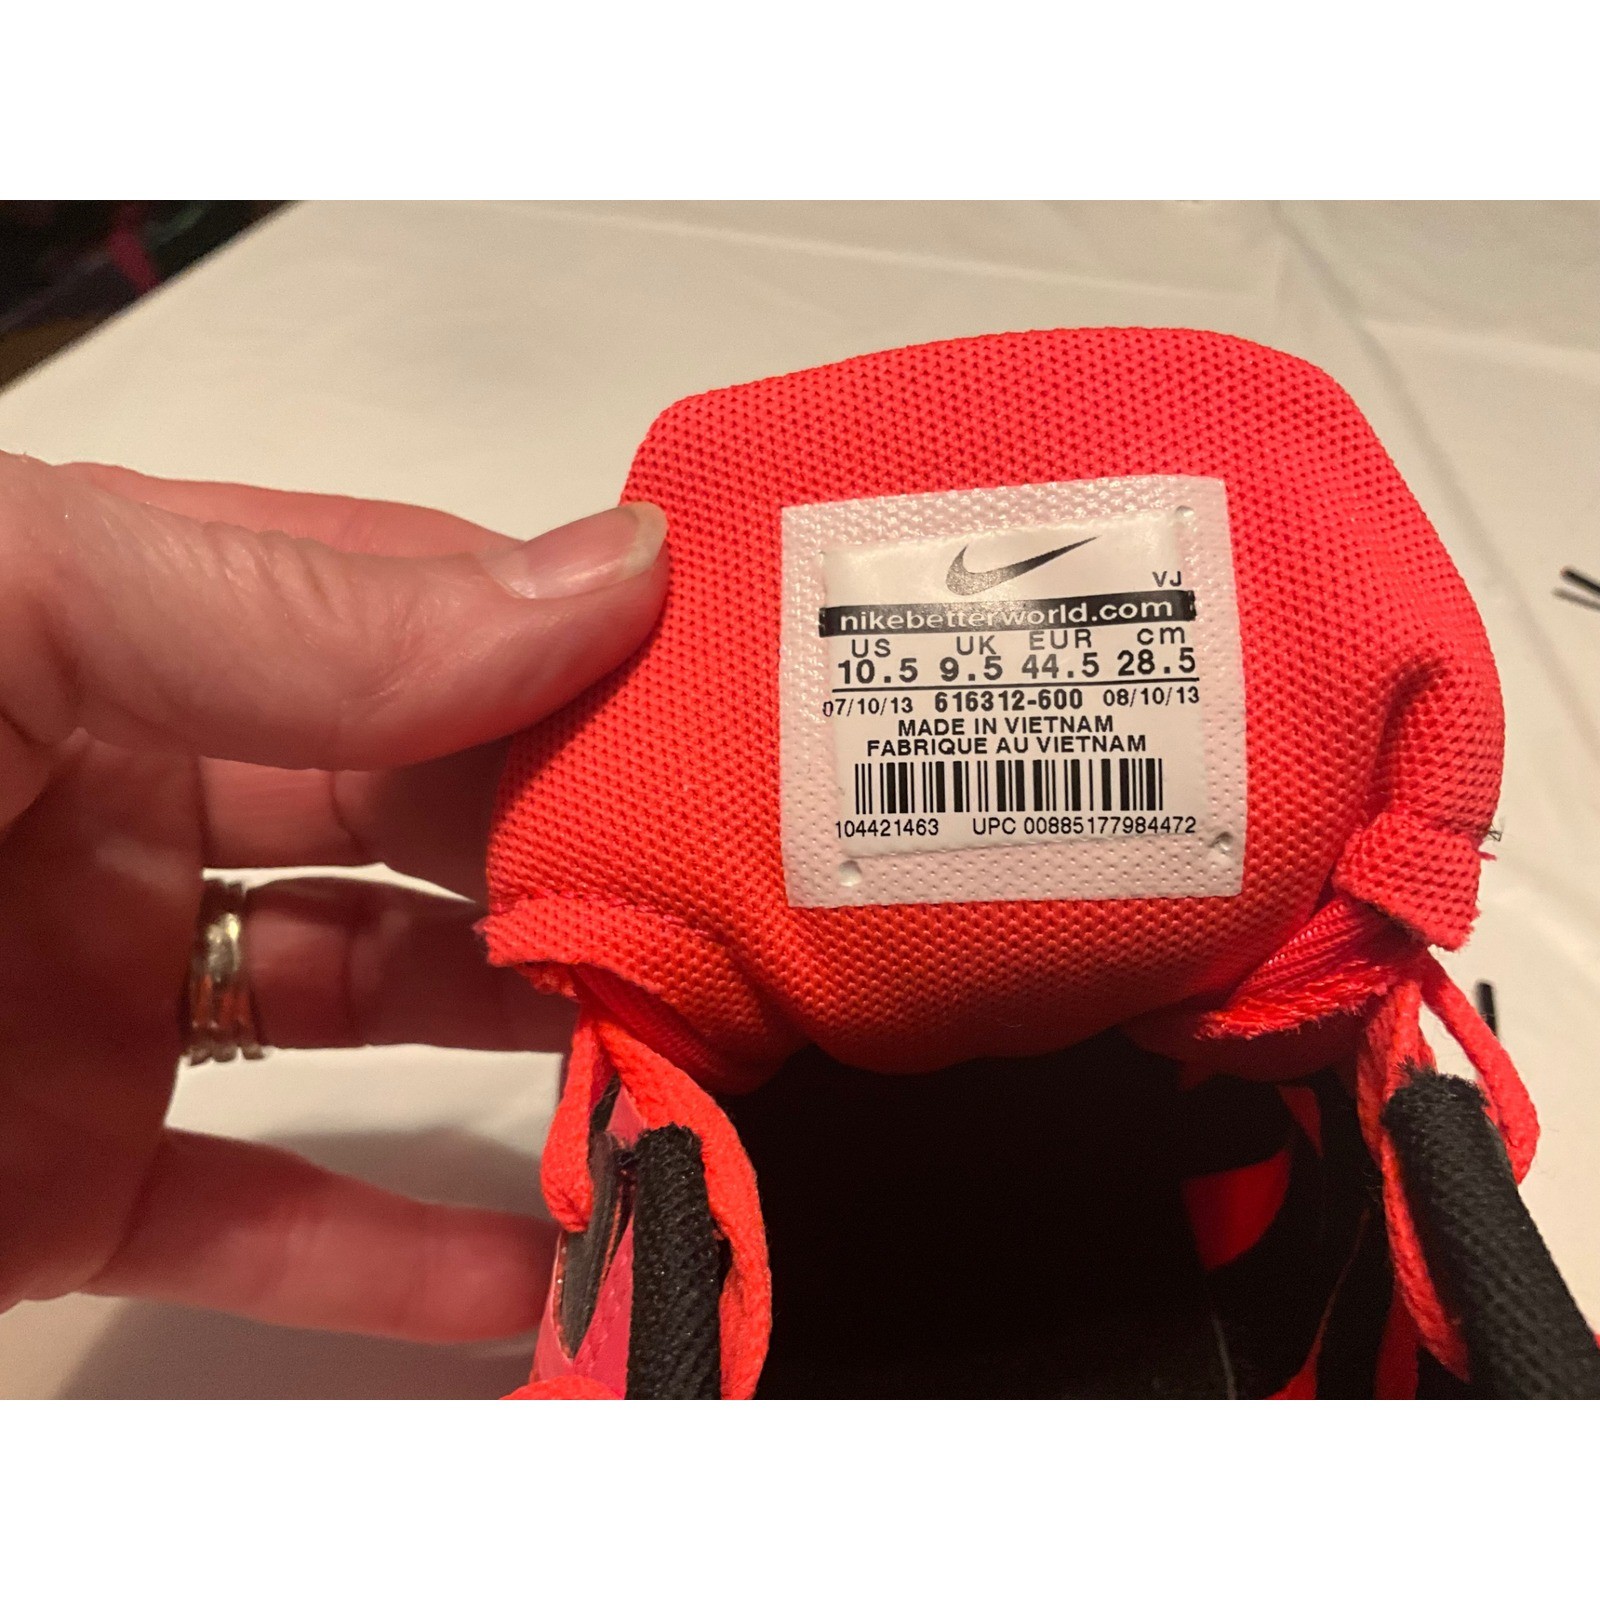 VJ
nikebetterworld.com
US UK EUR cm
10.5 9.5 44.5 28.5
07/10/13 616312-600 08/10/13
MADE IN VIETNAM
FABRIQUE AU VIETNAM
104421463 UPC 00885177984472